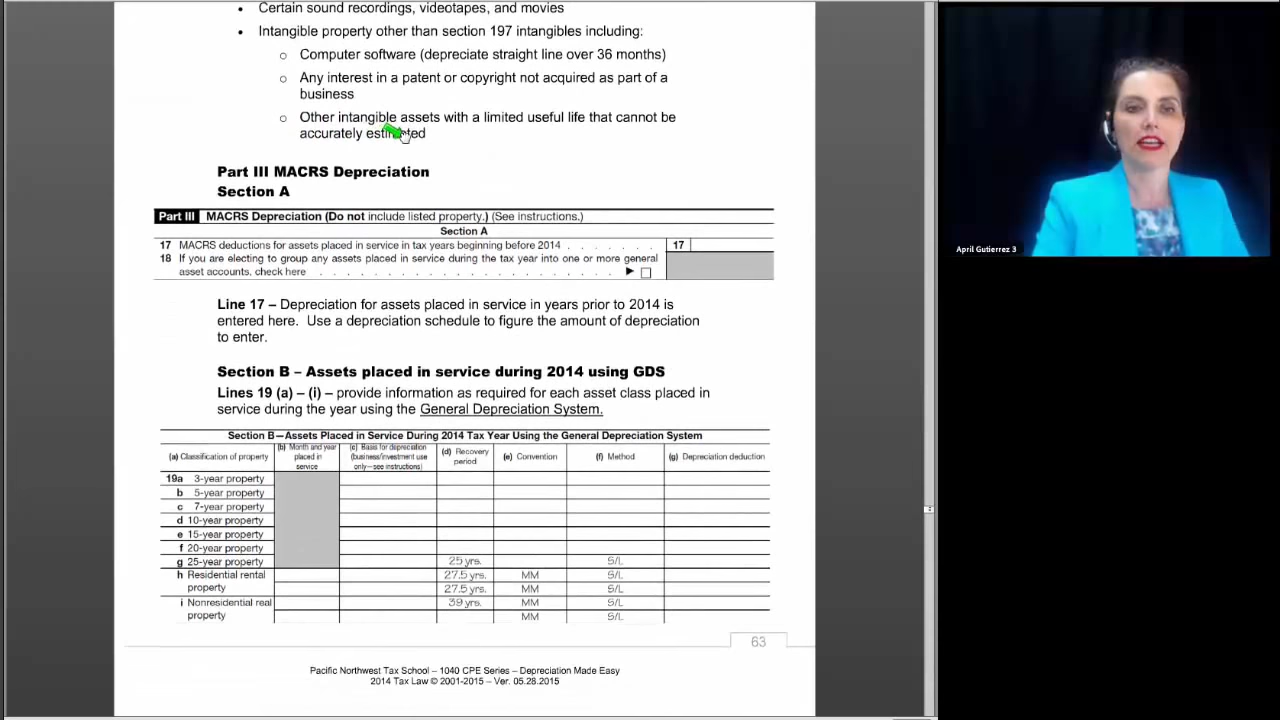 • Certain sound recordings, videotapes, and movies
• Intangible property other than section 197 intangibles including:
o Computer software (depreciate straight line over 36 months)
o Any interest in a patent or copyright not acquired as part of a
business
o Other intangible assets with a limited useful life that cannot be
accurately estimated
Part III MACRS Depreciation
Section A
Part III MACRS Depreciation (Do not include listed property.) (See instructions.)
Section A
17 MACRS deductions for assets placed in service in tax years beginning before 2014 . . . . . . . 17
18 If you are electing to group any assets placed in service during the tax year into one or more general
asset accounts, check here . . . . . . . . . . . . . . . . . . . . . . ▶ ☐
Line 17 – Depreciation for assets placed in service in years prior to 2014 is
entered here. Use a depreciation schedule to figure the amount of depreciation
to enter.
Section B – Assets placed in service during 2014 using GDS
Lines 19 (a) – (i) – provide information as required for each asset class placed in
service during the year using the General Depreciation System.
Section B—Assets Placed in Service During 2014 Tax Year Using the General Depreciation System
(a) Classification of property (b) Month and year placed in service (c) Basis for depreciation (business/investment use only—see instructions) (d) Recovery period (e) Convention (f) Method (g) Depreciation deduction
19a 3-year property
b 5-year property
c 7-year property
d 10-year property
e 15-year property
f 20-year property
g 25-year property 25 yrs. S/L
h Residential rental 27.5 yrs. MM S/L
property 27.5 yrs. MM S/L
i Nonresidential real 39 yrs. MM S/L
property MM S/L
63
Pacific Northwest Tax School – 1040 CPE Series – Depreciation Made Easy
2014 Tax Law © 2001-2015 – Ver. 05.28.2015
April Gutierrez 3